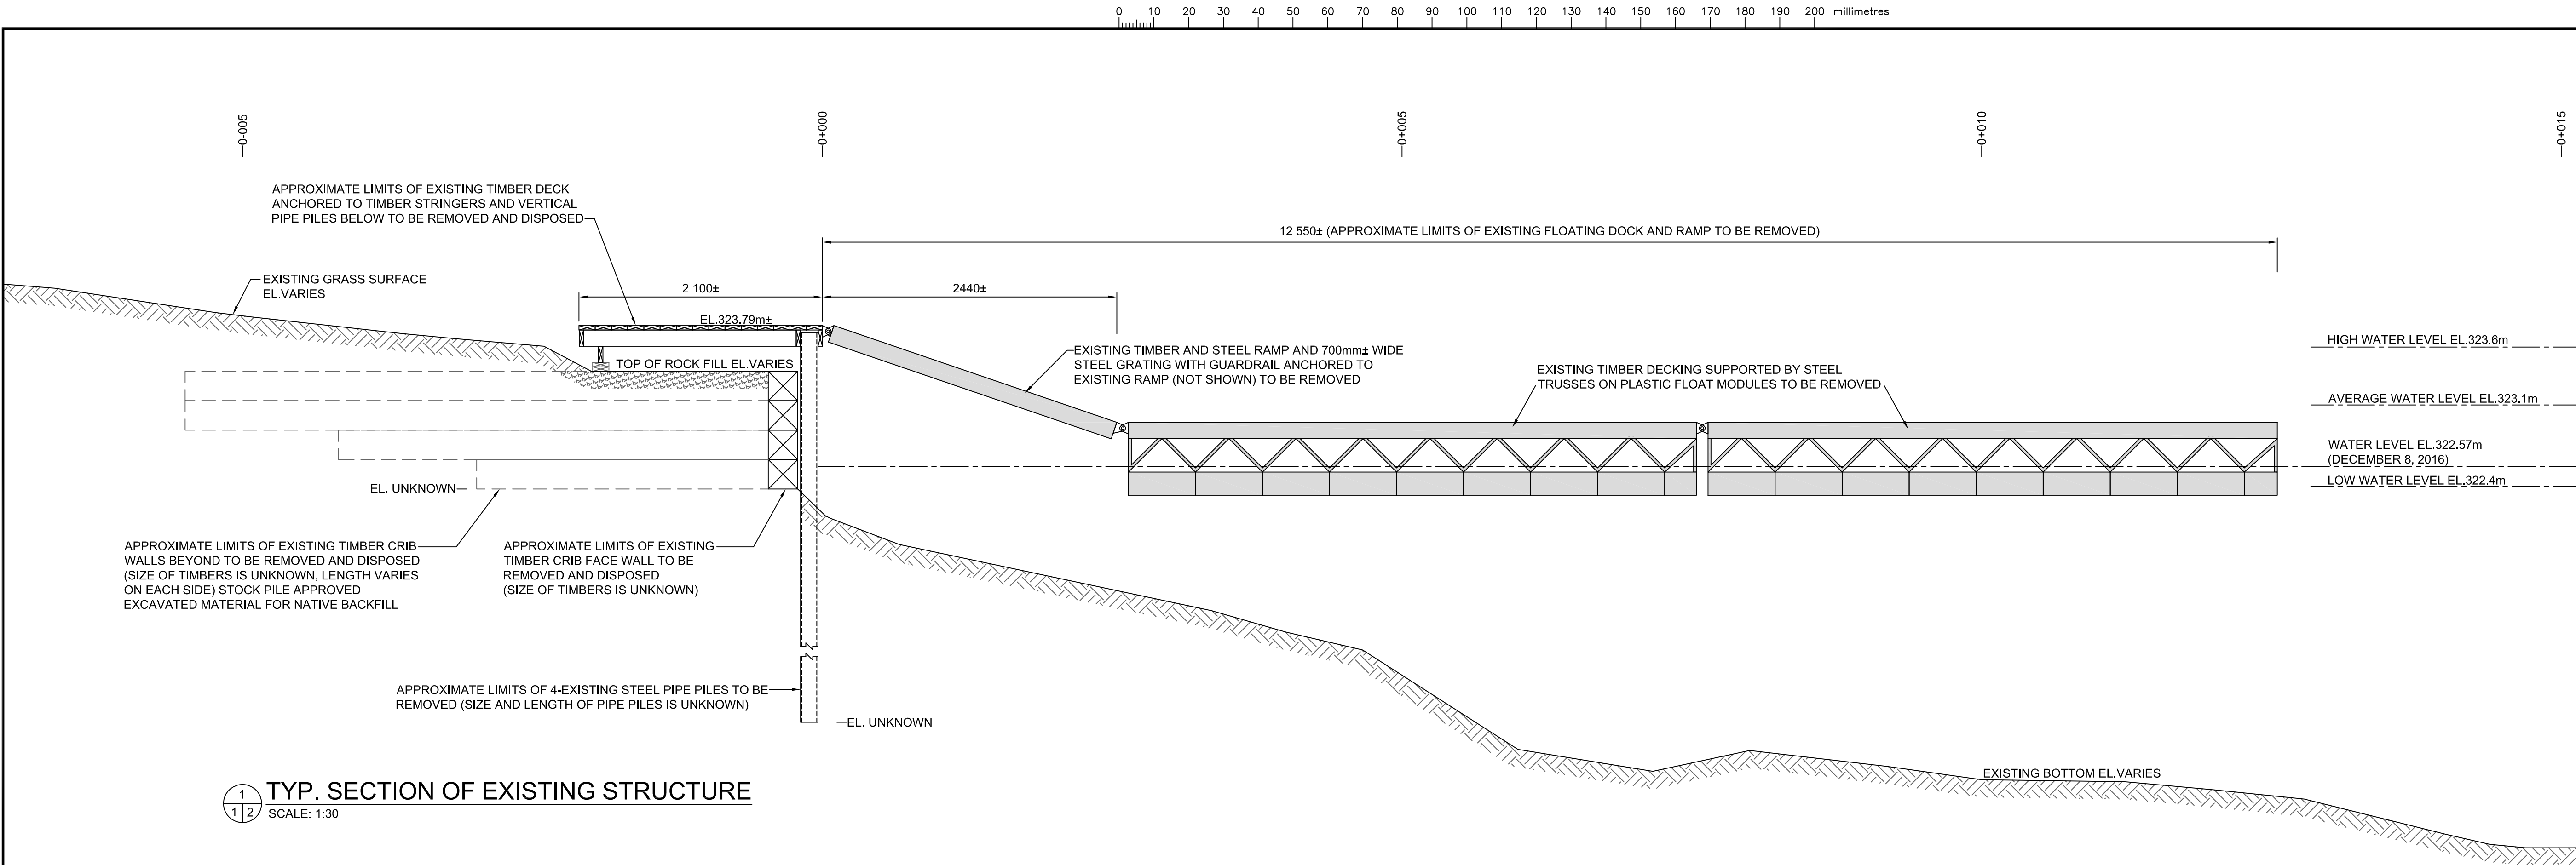 0 10 20 30 40 50 60 70 80 90 100 110 120 130 140 150 160 170 180 190 200 millimetres
0-005
0+000
0+005
0+010
0+015
APPROXIMATE LIMITS OF EXISTING TIMBER DECK
ANCHORED TO TIMBER STRINGERS AND VERTICAL
PIPE PILES BELOW TO BE REMOVED AND DISPOSED
12 550± (APPROXIMATE LIMITS OF EXISTING FLOATING DOCK AND RAMP TO BE REMOVED)
EXISTING GRASS SURFACE
EL.VARIES
2 100±
2440±
EL.323.79m±
TOP OF ROCK FILL EL.VARIES
EXISTING TIMBER AND STEEL RAMP AND 700mm± WIDE
STEEL GRATING WITH GUARDRAIL ANCHORED TO
EXISTING RAMP (NOT SHOWN) TO BE REMOVED
EXISTING TIMBER DECKING SUPPORTED BY STEEL
TRUSSES ON PLASTIC FLOAT MODULES TO BE REMOVED
HIGH WATER LEVEL EL.323.6m
AVERAGE WATER LEVEL EL.323.1m
WATER LEVEL EL.322.57m
(DECEMBER 8, 2016)
LOW WATER LEVEL EL.322.4m
EL. UNKNOWN
APPROXIMATE LIMITS OF EXISTING TIMBER CRIB
WALLS BEYOND TO BE REMOVED AND DISPOSED
(SIZE OF TIMBERS IS UNKNOWN, LENGTH VARIES
ON EACH SIDE) STOCK PILE APPROVED
EXCAVATED MATERIAL FOR NATIVE BACKFILL
APPROXIMATE LIMITS OF EXISTING
TIMBER CRIB FACE WALL TO BE
REMOVED AND DISPOSED
(SIZE OF TIMBERS IS UNKNOWN)
APPROXIMATE LIMITS OF 4-EXISTING STEEL PIPE PILES TO BE
REMOVED (SIZE AND LENGTH OF PIPE PILES IS UNKNOWN)
EL. UNKNOWN
EXISTING BOTTOM EL.VARIES
1
1 2
TYP. SECTION OF EXISTING STRUCTURE
SCALE: 1:30